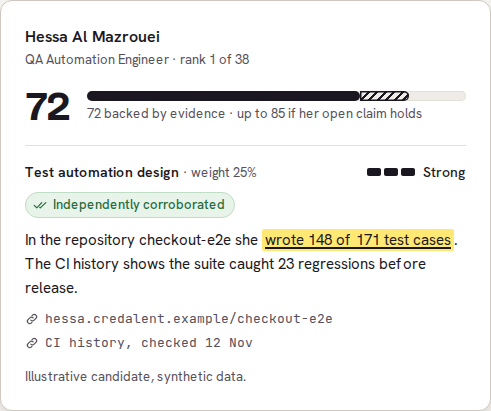 Hessa Al Mazrouei
QA Automation Engineer · rank 1 of 38
72
72 backed by evidence · up to 85 if her open claim holds
Test automation design · weight 25%
Strong
Independently corroborated
In the repository checkout-e2e she wrote 148 of 171 test cases.
The CI history shows the suite caught 23 regressions before
release.
hessa.credalent.example/checkout-e2e
CI history, checked 12 Nov
Illustrative candidate, synthetic data.